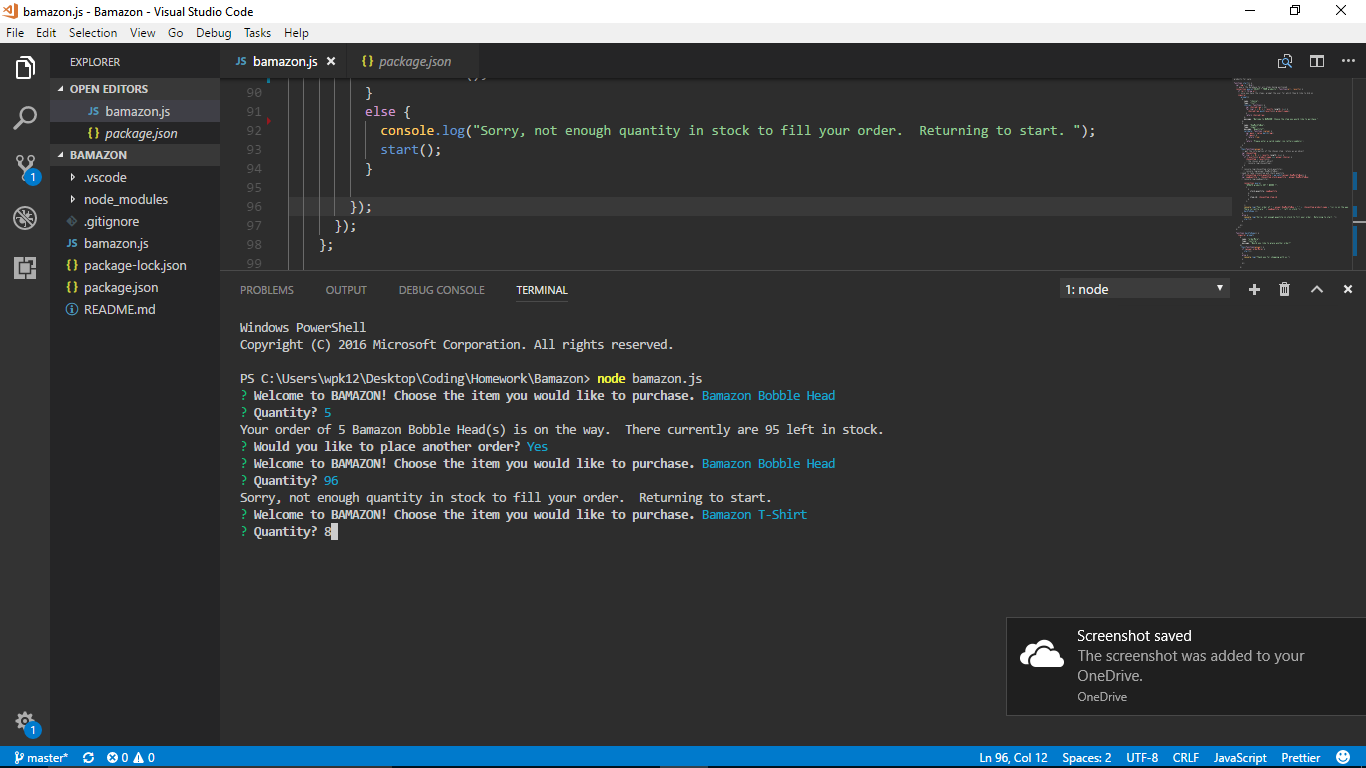 bamazon.js - Bamazon - Visual Studio Code
File Edit Selection View Go Debug Tasks Help
EXPLORER
OPEN EDITORS
JS bamazon.js
{} package.json
BAMAZON
.vscode
node_modules
.gitignore
JS bamazon.js
{} package-lock.json
{} package.json
README.md
1
1
JS bamazon.js
{} package.json
90 }
91 else {
92 console.log("Sorry, not enough quantity in stock to fill your order.  Returning to start. ");
93 start();
94 }
95
96 });
97 });
98 };
99
PROBLEMS OUTPUT DEBUG CONSOLE TERMINAL
1: node
Windows PowerShell
Copyright (C) 2016 Microsoft Corporation. All rights reserved.
PS C:\Users\wpk12\Desktop\Coding\Homework\Bamazon> node bamazon.js
? Welcome to BAMAZON! Choose the item you would like to purchase. Bamazon Bobble Head
? Quantity? 5
Your order of 5 Bamazon Bobble Head(s) is on the way.  There currently are 95 left in stock.
? Would you like to place another order? Yes
? Welcome to BAMAZON! Choose the item you would like to purchase. Bamazon Bobble Head
? Quantity? 96
Sorry, not enough quantity in stock to fill your order.  Returning to start.
? Welcome to BAMAZON! Choose the item you would like to purchase. Bamazon T-Shirt
? Quantity? 8
Screenshot saved
The screenshot was added to your
OneDrive.
OneDrive
master* 0 0 Ln 96, Col 12 Spaces: 2 UTF-8 CRLF JavaScript Prettier